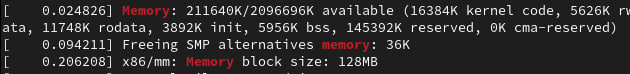 [    0.024826] Memory: 211640K/2096696K available (16384K kernel code, 5626K rw
ata, 11748K rodata, 3892K init, 5956K bss, 145392K reserved, 0K cma-reserved)
[    0.094211] Freeing SMP alternatives memory: 36K
[    0.206208] x86/mm: Memory block size: 128MB